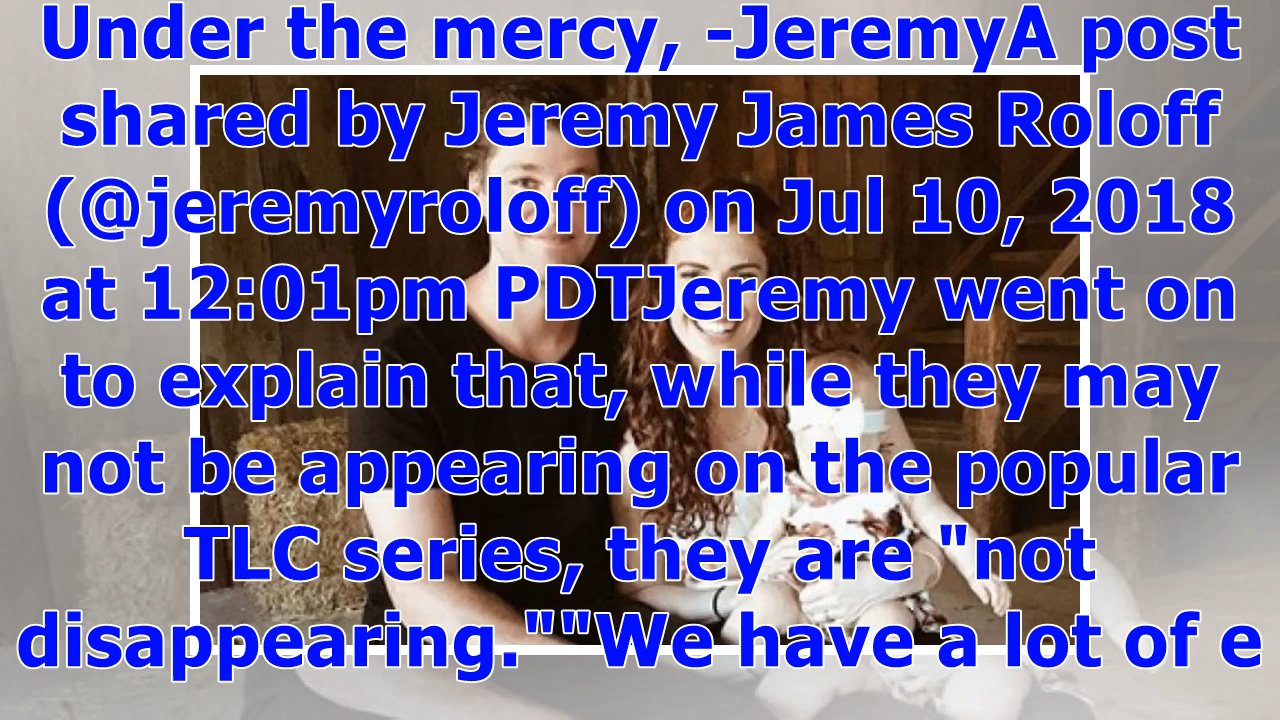 Under the mercy, -JeremyA post
shared by Jeremy James Roloff
(@jeremyroloff) on Jul 10, 2018
at 12:01pm PDTJeremy went on
to explain that, while they may
not be appearing on the popular
TLC series, they are "not
disappearing.""We have a lot of e